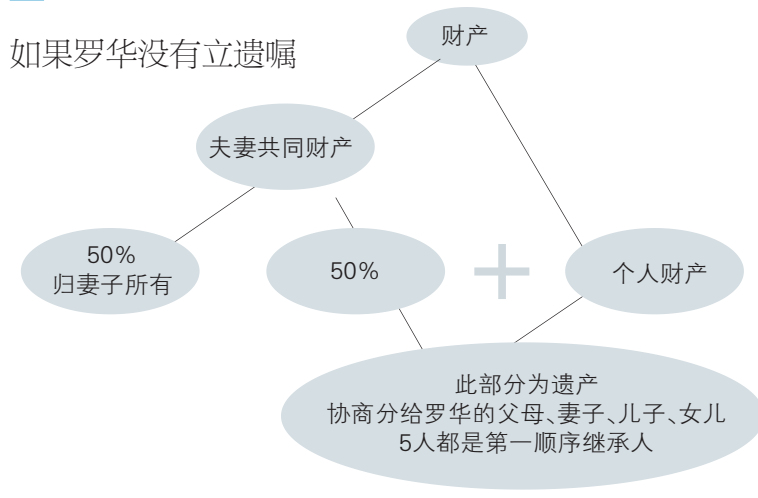 如果罗华没有立遗嘱
财产
夫妻共同财产
50%
归妻子所有
50%
个人财产
此部分为遗产
协商分给罗华的父母、妻子、儿子、女儿
5人都是第一顺序继承人